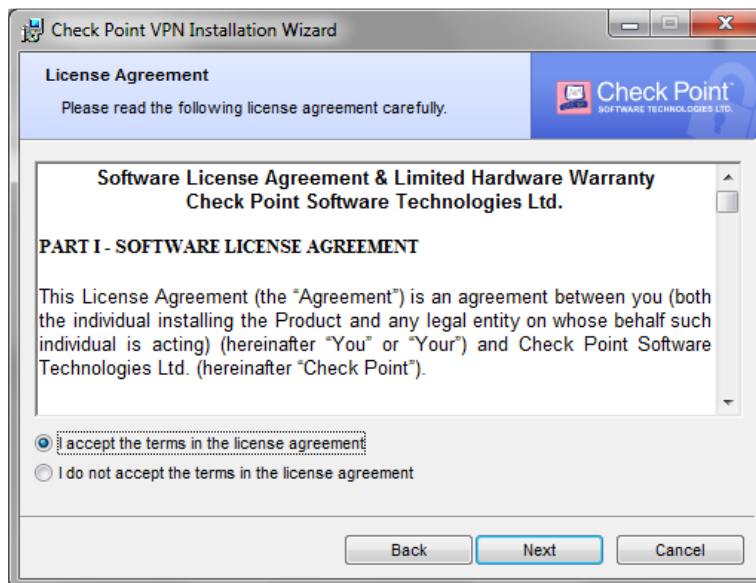 Check Point VPN Installation Wizard
License Agreement
Please read the following license agreement carefully.
Check Point™
SOFTWARE TECHNOLOGIES LTD.
Software License Agreement & Limited Hardware Warranty
Check Point Software Technologies Ltd.
PART I - SOFTWARE LICENSE AGREEMENT
This License Agreement (the “Agreement”) is an agreement between you (both
the individual installing the Product and any legal entity on whose behalf such
individual is acting) (hereinafter “You” or “Your”) and Check Point Software
Technologies Ltd. (hereinafter “Check Point”).
I accept the terms in the license agreement
I do not accept the terms in the license agreement
Back Next Cancel